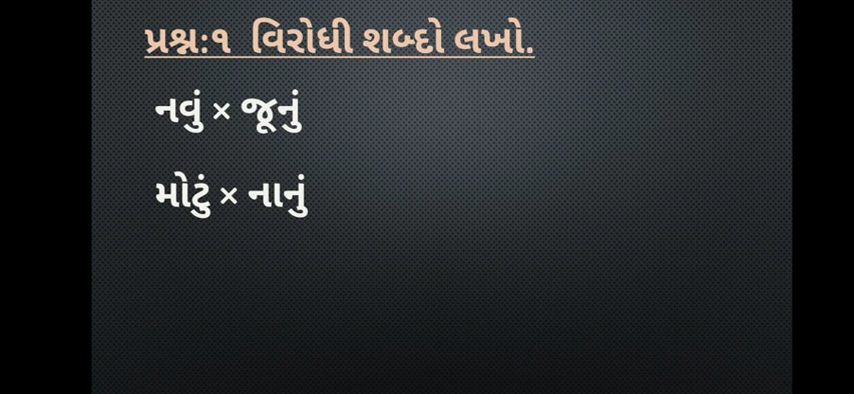 પ્રશ્ન:૧ વિરોધી શબ્દો લખો.
નવું × જૂનું
મોટું × નાનું